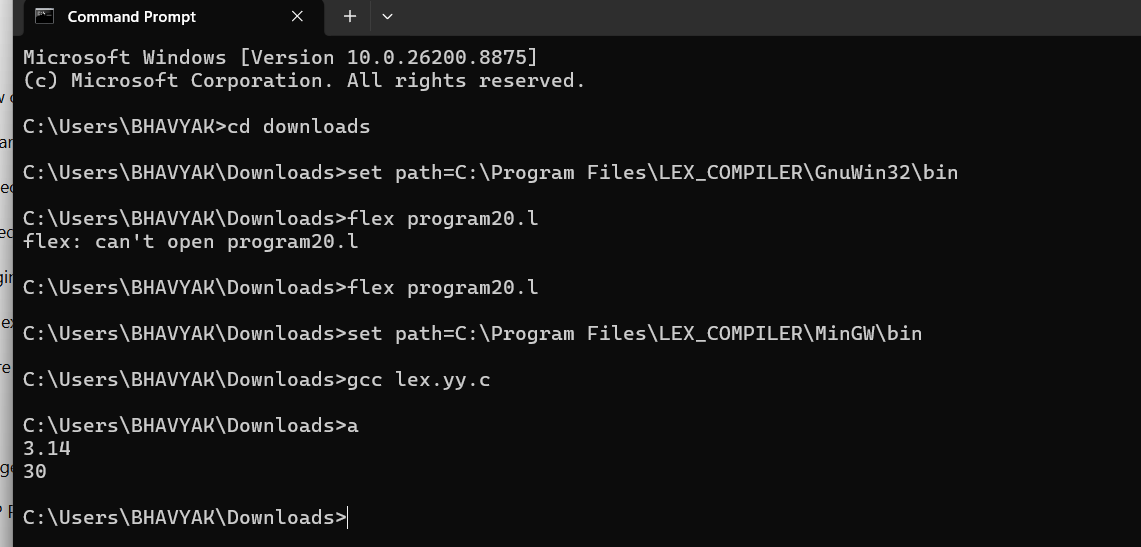 Command Prompt
Microsoft Windows [Version 10.0.26200.8875]
(c) Microsoft Corporation. All rights reserved.
C:\Users\BHAVYAK>cd downloads
C:\Users\BHAVYAK\Downloads>set path=C:\Program Files\LEX_COMPILER\GnuWin32\bin
C:\Users\BHAVYAK\Downloads>flex program20.l
flex: can't open program20.l
C:\Users\BHAVYAK\Downloads>flex program20.l
C:\Users\BHAVYAK\Downloads>set path=C:\Program Files\LEX_COMPILER\MinGW\bin
C:\Users\BHAVYAK\Downloads>gcc lex.yy.c
C:\Users\BHAVYAK\Downloads>a
3.14
30
C:\Users\BHAVYAK\Downloads>